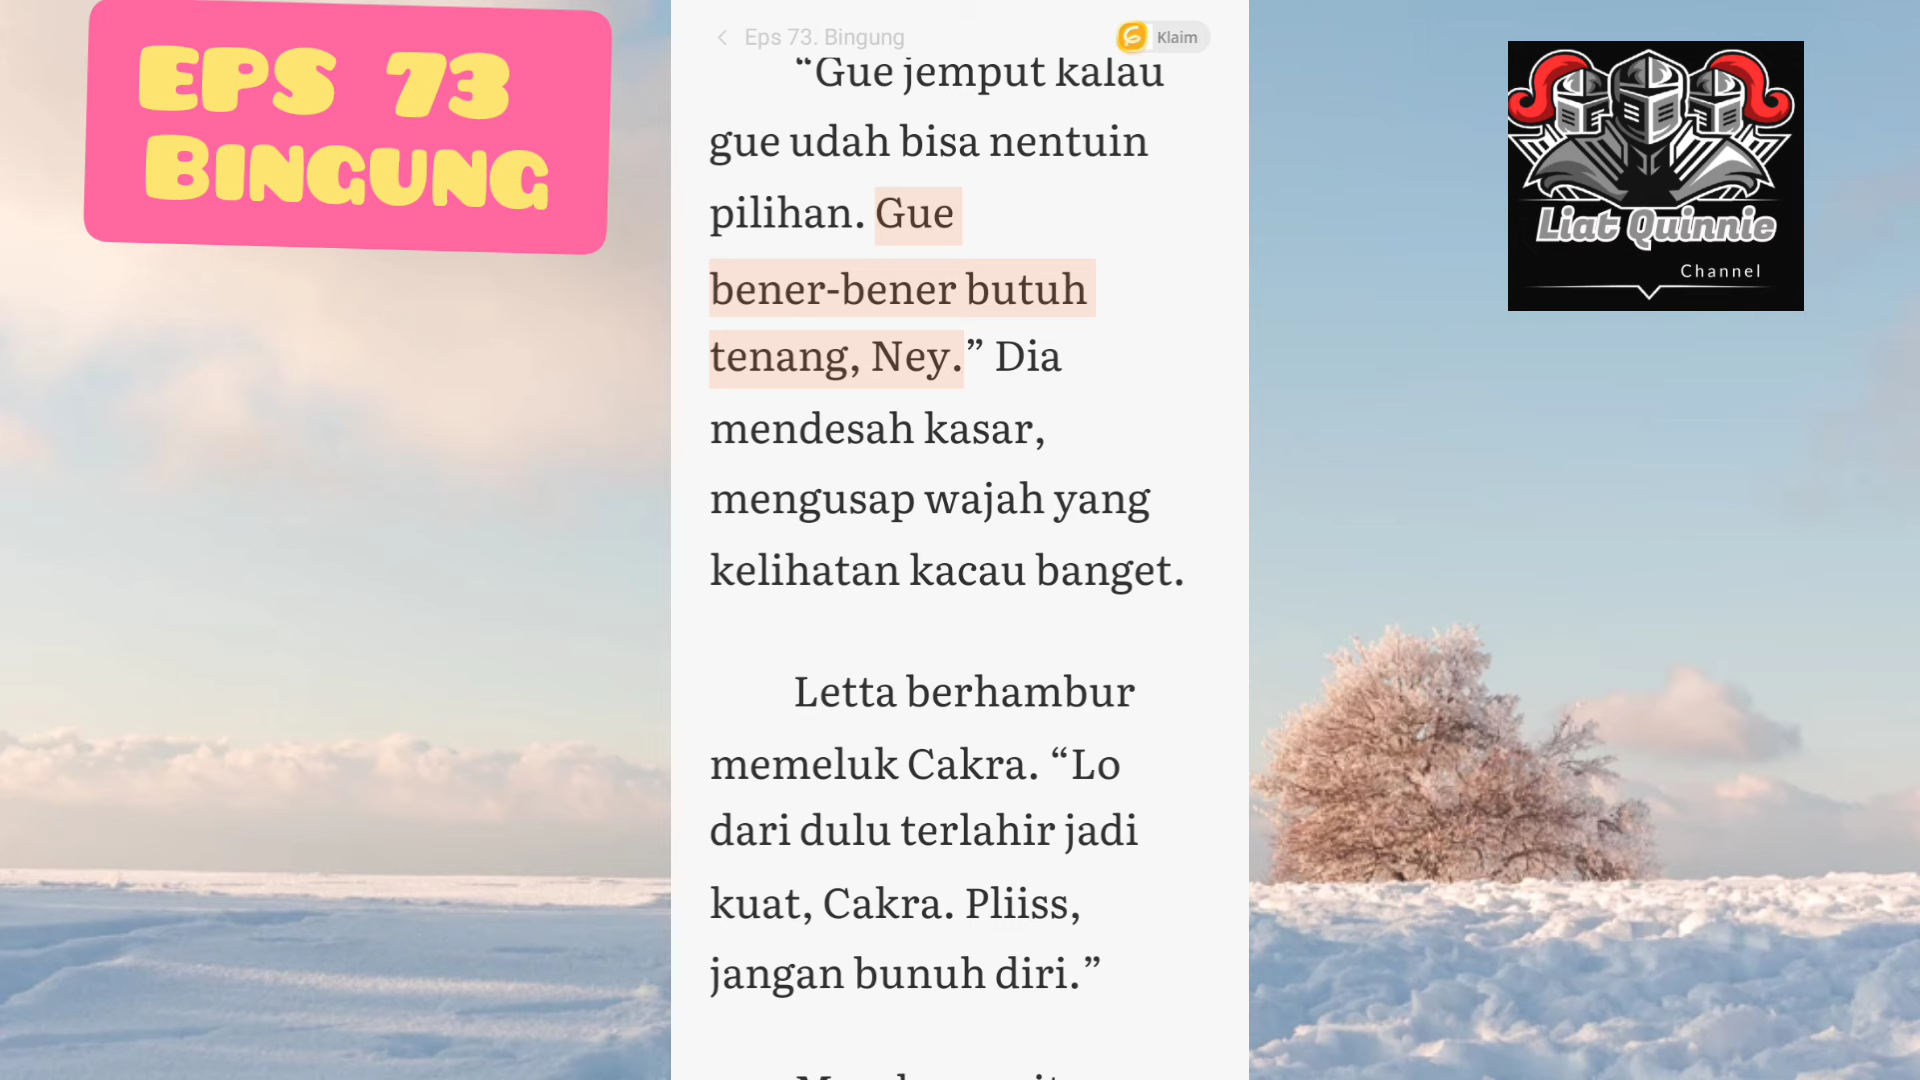 EPS 73
BINGUNG
Eps 73. Bingung
Klaim
“Gue jemput kalau
gue udah bisa nentuin
pilihan. Gue
bener-bener butuh
tenang, Ney.” Dia
mendesah kasar,
mengusap wajah yang
kelihatan kacau banget.
Letta berhambur
memeluk Cakra. “Lo
dari dulu terlahir jadi
kuat, Cakra. Pliiss,
jangan bunuh diri.”
Liat Quinnie
Channel